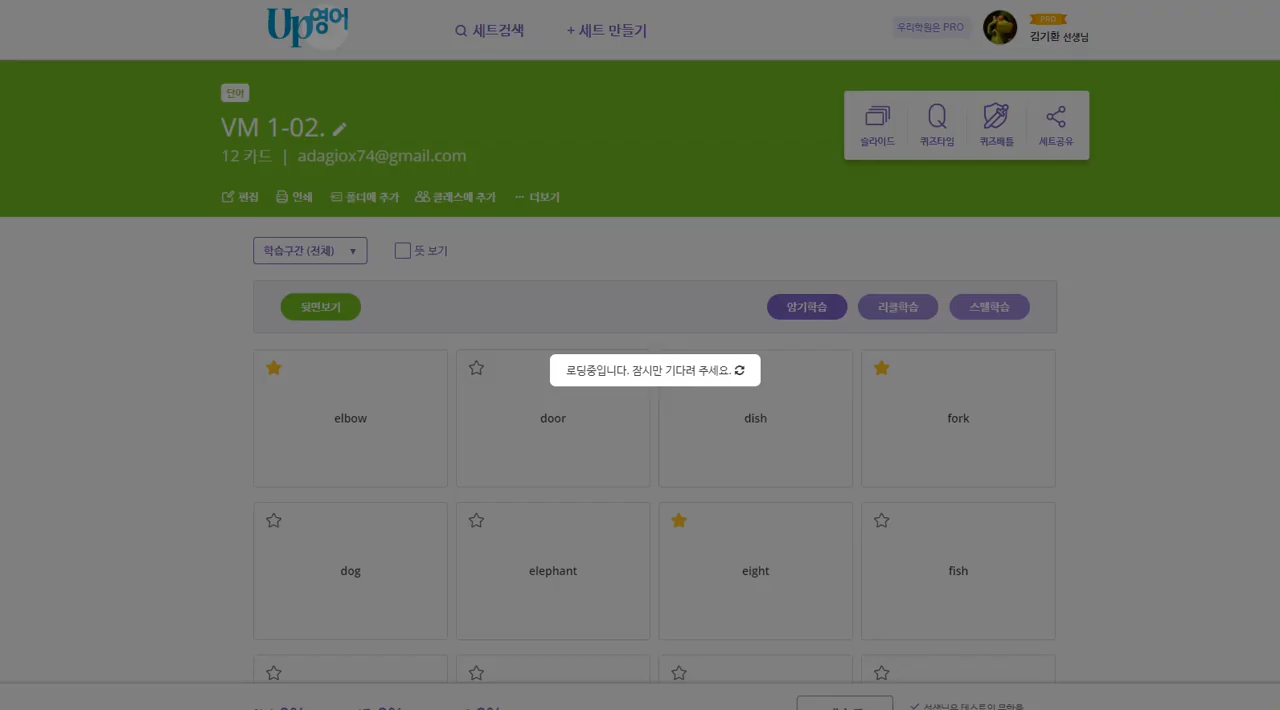 Up영어
세트검색
+ 세트 만들기
우리학원은 PRO
PRO
김기환 선생님
단어
VM 1-02.
12 카드 | adagiox74@gmail.com
슬라이드
퀴즈타임
퀴즈배틀
세트공유
편집
인쇄
폴더에 추가
클래스에 추가
더보기
학습구간 (전체) ▼
뜻 보기
뒷면보기
암기학습
리콜학습
스펠학습
로딩중입니다. 잠시만 기다려 주세요.
elbow
door
dish
fork
dog
elephant
eight
fish